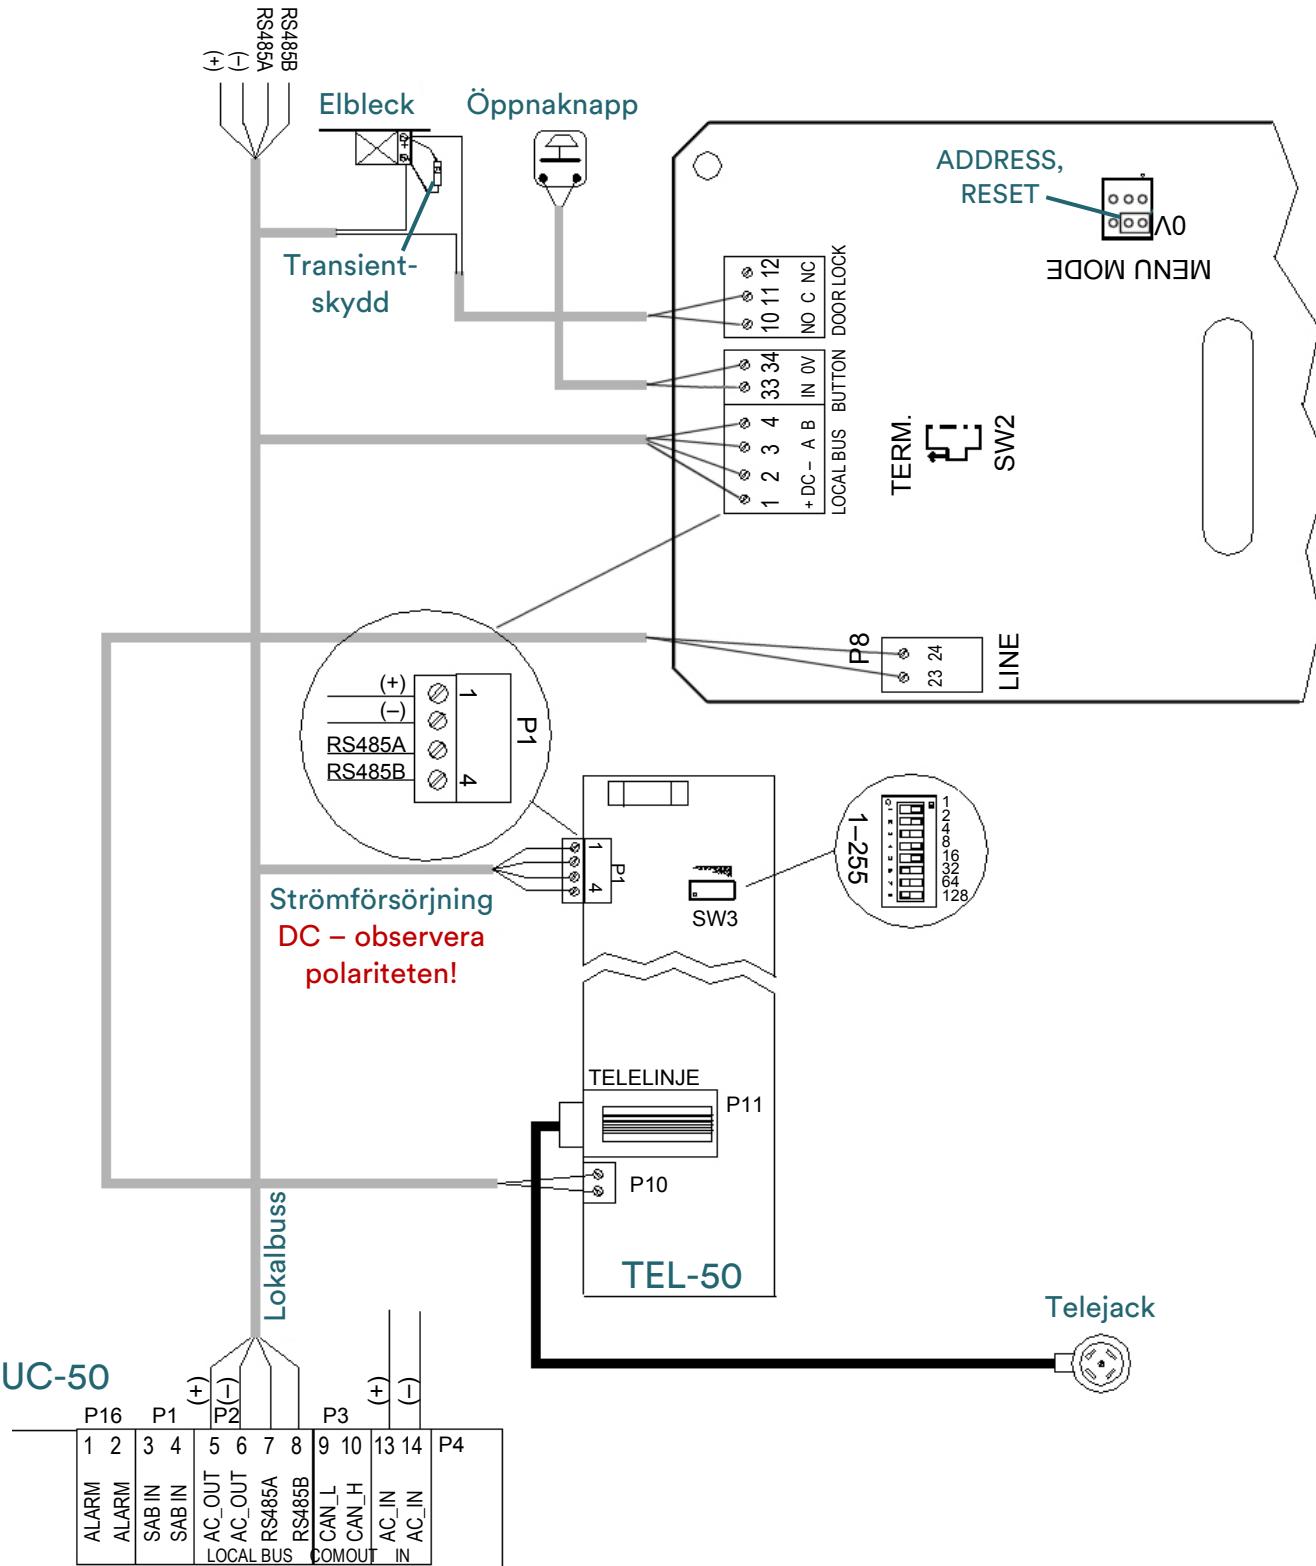 (+)
(–)
RS485A
RS485B
Elbleck
Öppnaknapp
Transient-
skydd
ADDRESS,
RESET
0V
MENU MODE
10 11 12
NO C NC
DOOR LOCK
33 34
IN 0V
BUTTON
1 2 3 4
+ DC – A B
LOCAL BUS
TERM.
SW2
P8
23 24
LINE
(+)
(–)
RS485A
RS485B
1
4
P1
1
4
P1
SW3
1–255
1
2
4
8
16
32
64
128
Strömförsörjning
DC – observera
polariteten!
TELELINJE
P11
P10
TEL-50
Lokalbuss
Telejack
UC-50
(+)
(–)
(+)
(–)
P16 P1 P2 P3
1 2 3 4 5 6 7 8 9 10 13 14 P4
ALARM
ALARM
SAB IN
SAB IN
AC_OUT
AC_OUT
RS485A
RS485B
CAN_L
CAN_H
AC_IN
AC_IN
LOCAL BUS COMOUT IN